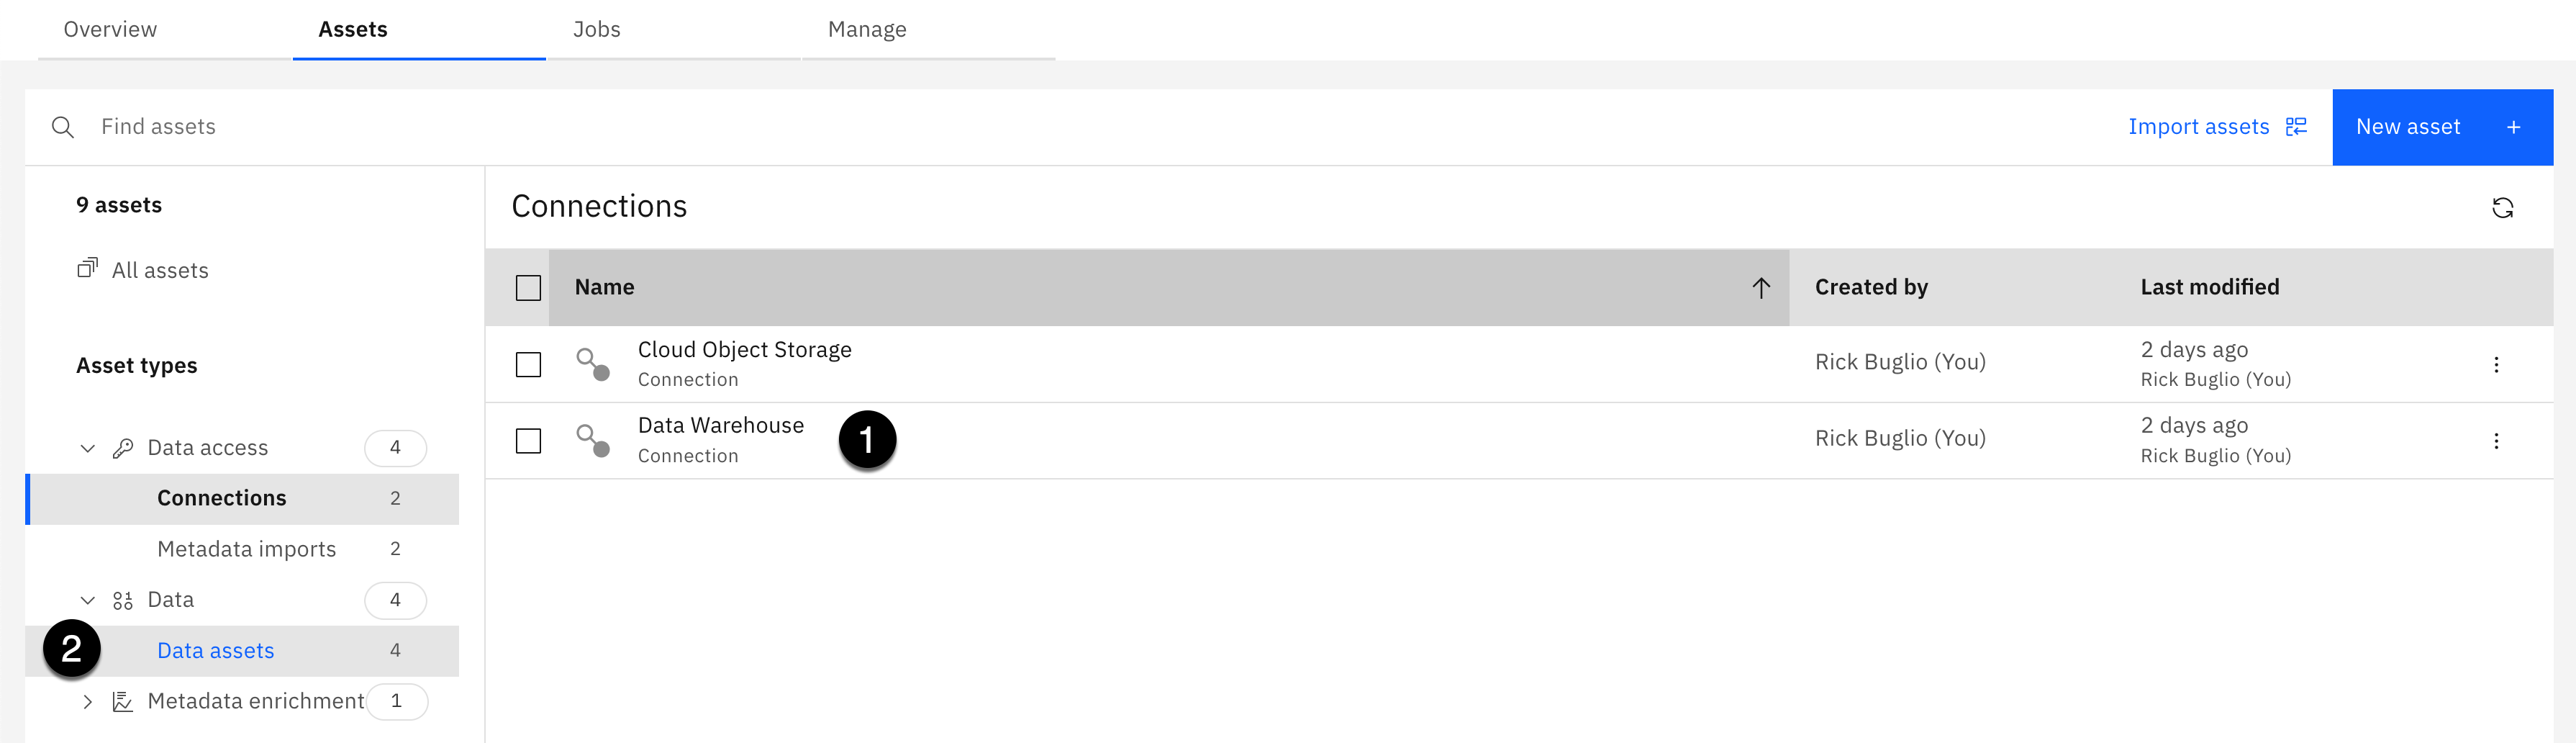 Overview Assets Jobs Manage
Find assets Import assets New asset +
9 assets
All assets
Asset types
Data access 4
Connections 2
Metadata imports 2
Data 4
2 Data assets 4
Metadata enrichment 1
Connections
Name Created by Last modified
Cloud Object Storage
Connection
Rick Buglio (You)
2 days ago
Rick Buglio (You)
Data Warehouse
Connection
1
Rick Buglio (You)
2 days ago
Rick Buglio (You)